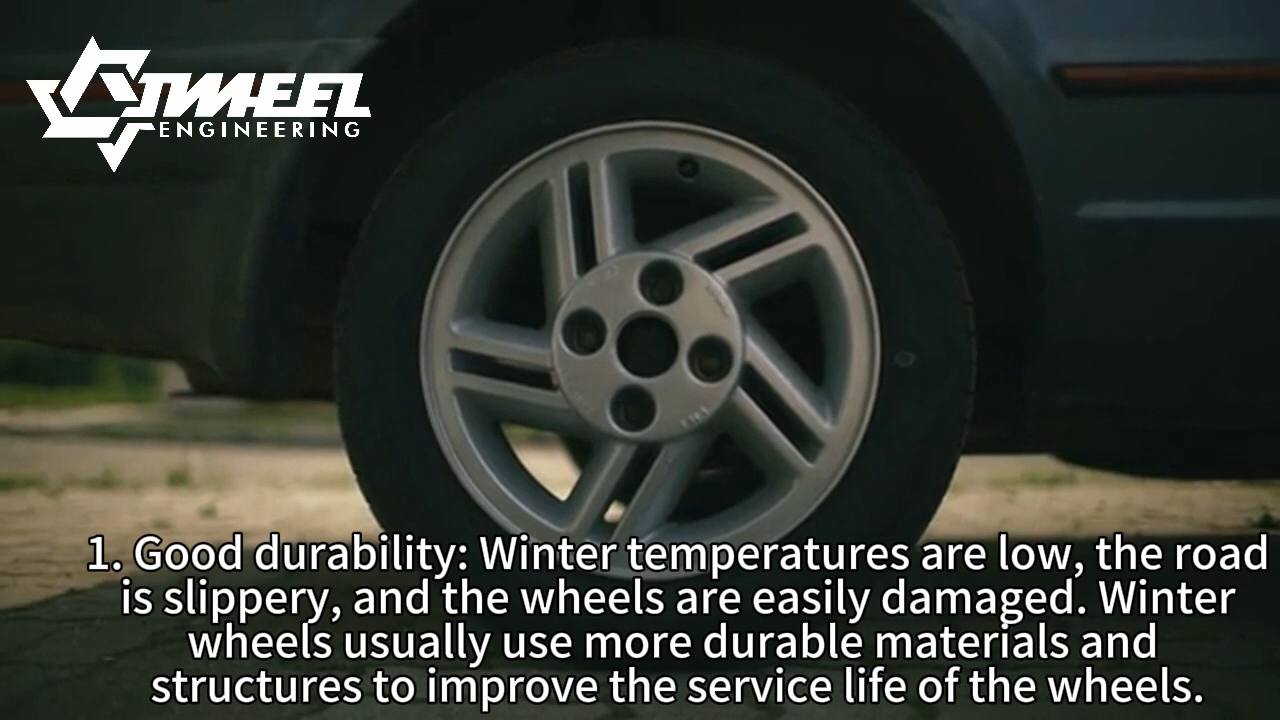 JWHEEL
ENGINEERING
1. Good durability: Winter temperatures are low, the road
is slippery, and the wheels are easily damaged. Winter
wheels usually use more durable materials and
structures to improve the service life of the wheels.